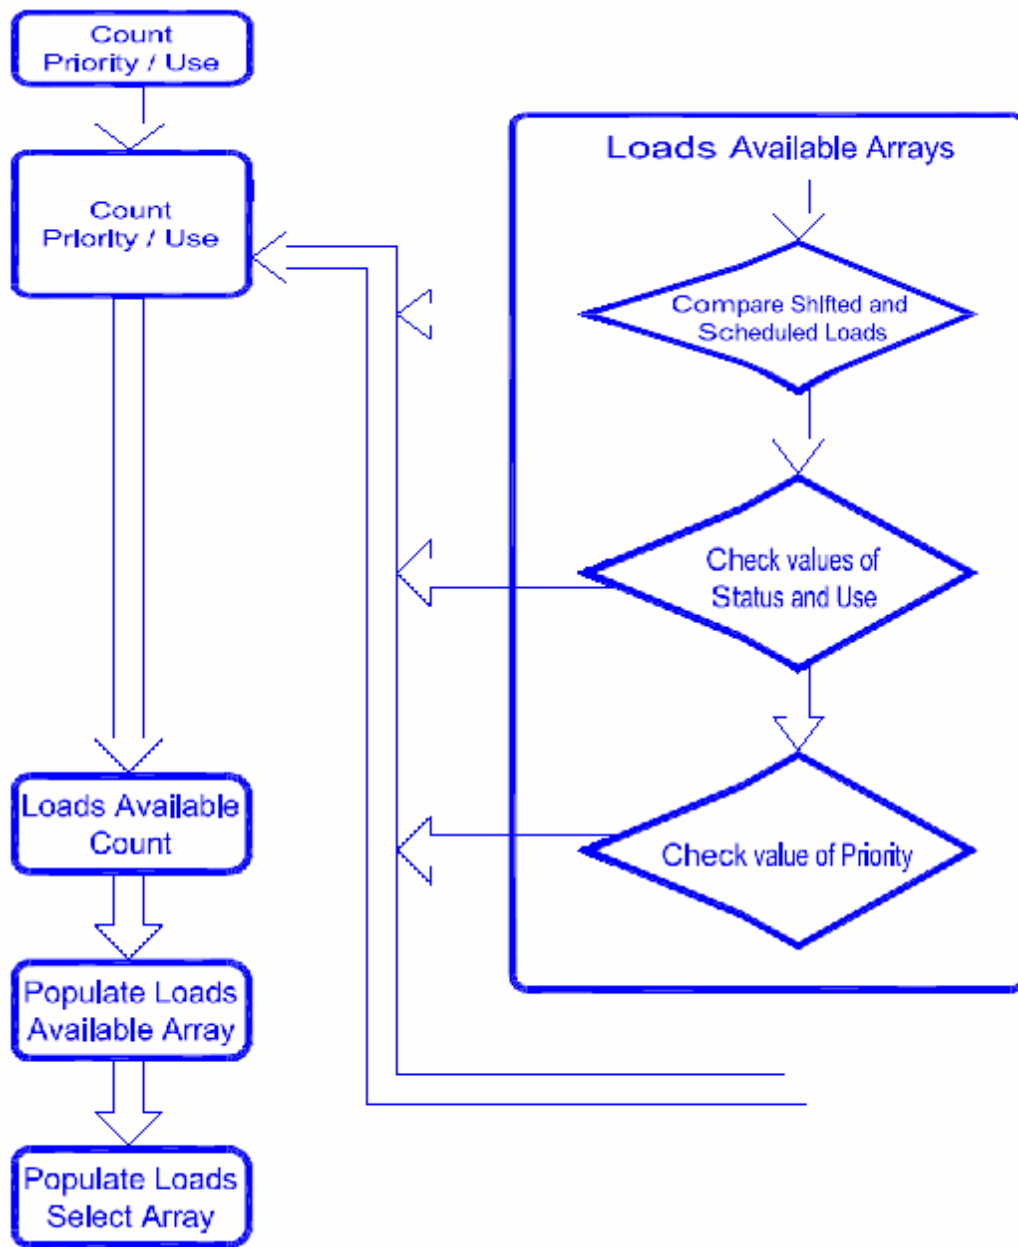 Count
Priority / Use
Count
Priority / Use
Loads Available
Count
Populate Loads
Available Array
Populate Loads
Select Array
Loads Available Arrays
Compare Shifted and
Scheduled Loads
Check values of
Status and Use
Check value of Priority